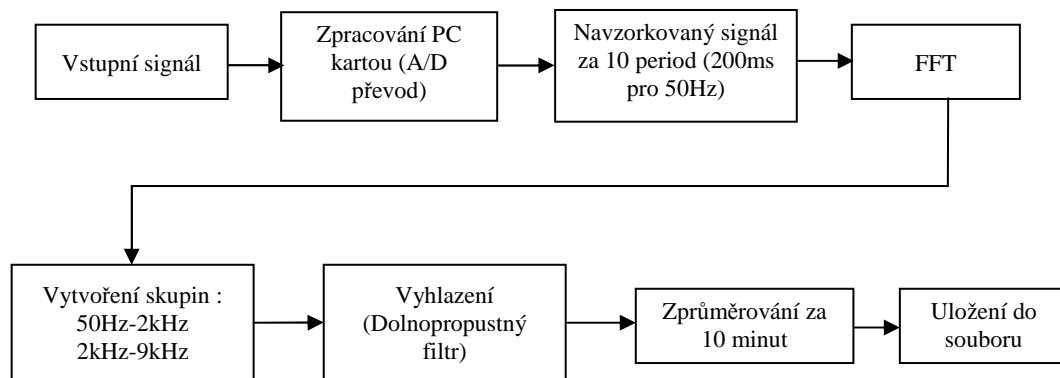 Vstupní signál
Zpracování PC
kartou (A/D
převod)
Navzorkovaný signál
za 10 period (200ms
pro 50Hz)
FFT
Vytvoření skupin :
50Hz-2kHz
2kHz-9kHz
Vyhlazení
(Dolnopropustný
filtr)
Zprůměrování za
10 minut
Uložení do
souboru